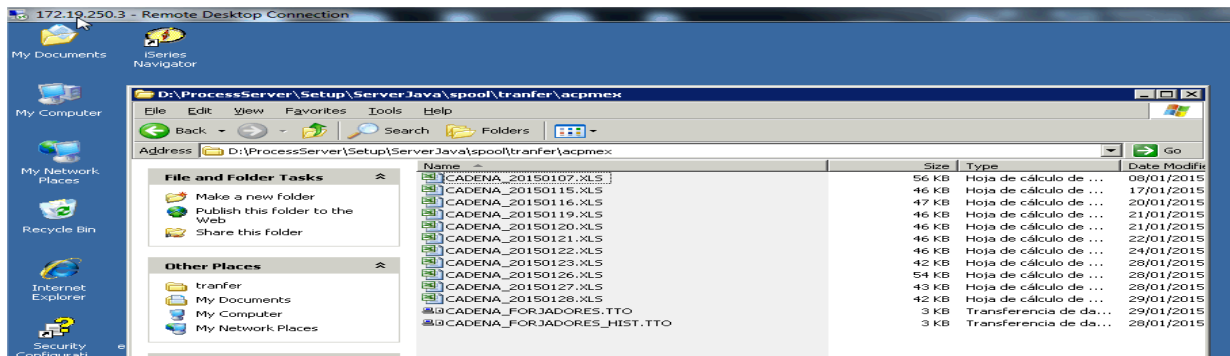 172.19.250.3 - Remote Desktop Connection
My Documents
iSeries
Navigator
My Computer
My Network
Places
Recycle Bin
Internet
Explorer
Security
D:\ProcessServer\Setup\ServerJava\spool\tranfer\acpmex
File Edit View Favorites Tools Help
Back Search Folders
Address D:\ProcessServer\Setup\ServerJava\spool\tranfer\acpmex Go
File and Folder Tasks
Make a new folder
Publish this folder to the
Web
Share this folder
Other Places
tranfer
My Documents
My Computer
My Network Places
Name Size Type Date Modifie
CADENA_20150107.XLS 56 KB Hoja de cálculo de ... 08/01/2015
CADENA_20150115.XLS 46 KB Hoja de cálculo de ... 17/01/2015
CADENA_20150116.XLS 47 KB Hoja de cálculo de ... 20/01/2015
CADENA_20150119.XLS 46 KB Hoja de cálculo de ... 21/01/2015
CADENA_20150120.XLS 46 KB Hoja de cálculo de ... 21/01/2015
CADENA_20150121.XLS 46 KB Hoja de cálculo de ... 22/01/2015
CADENA_20150122.XLS 46 KB Hoja de cálculo de ... 24/01/2015
CADENA_20150123.XLS 42 KB Hoja de cálculo de ... 28/01/2015
CADENA_20150126.XLS 54 KB Hoja de cálculo de ... 28/01/2015
CADENA_20150127.XLS 43 KB Hoja de cálculo de ... 28/01/2015
CADENA_20150128.XLS 42 KB Hoja de cálculo de ... 29/01/2015
CADENA_FORJADORES.TTO 3 KB Transferencia de da... 29/01/2015
CADENA_FORJADORES_HIST.TTO 3 KB Transferencia de da... 28/01/2015